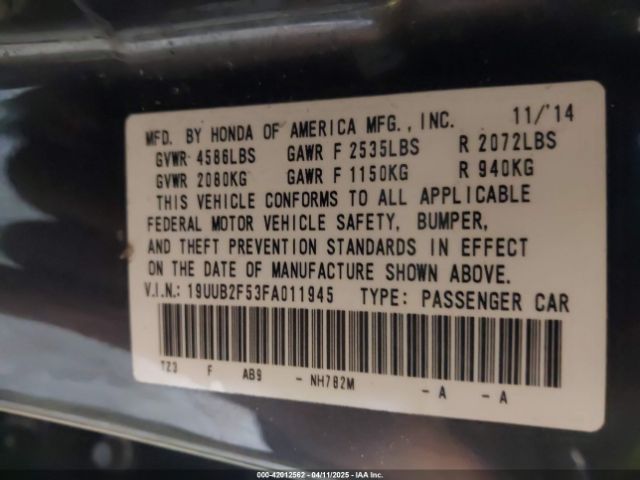 MFD. BY HONDA OF AMERICA MFG., INC. 11/'14
GVWR 4586LBS GAWR F 2535LBS R 2072LBS
GVWR 2080KG GAWR F 1150KG R 940KG
THIS VEHICLE CONFORMS TO ALL APPLICABLE
FEDERAL MOTOR VEHICLE SAFETY, BUMPER,
AND THEFT PREVENTION STANDARDS IN EFFECT
ON THE DATE OF MANUFACTURE SHOWN ABOVE.
V.I.N.: 19UUB2F53FA011945 TYPE: PASSENGER CAR
TZ3 F AB9 - NH782M - A - A
000-42012562 - 04/11/2025 - IAA Inc.